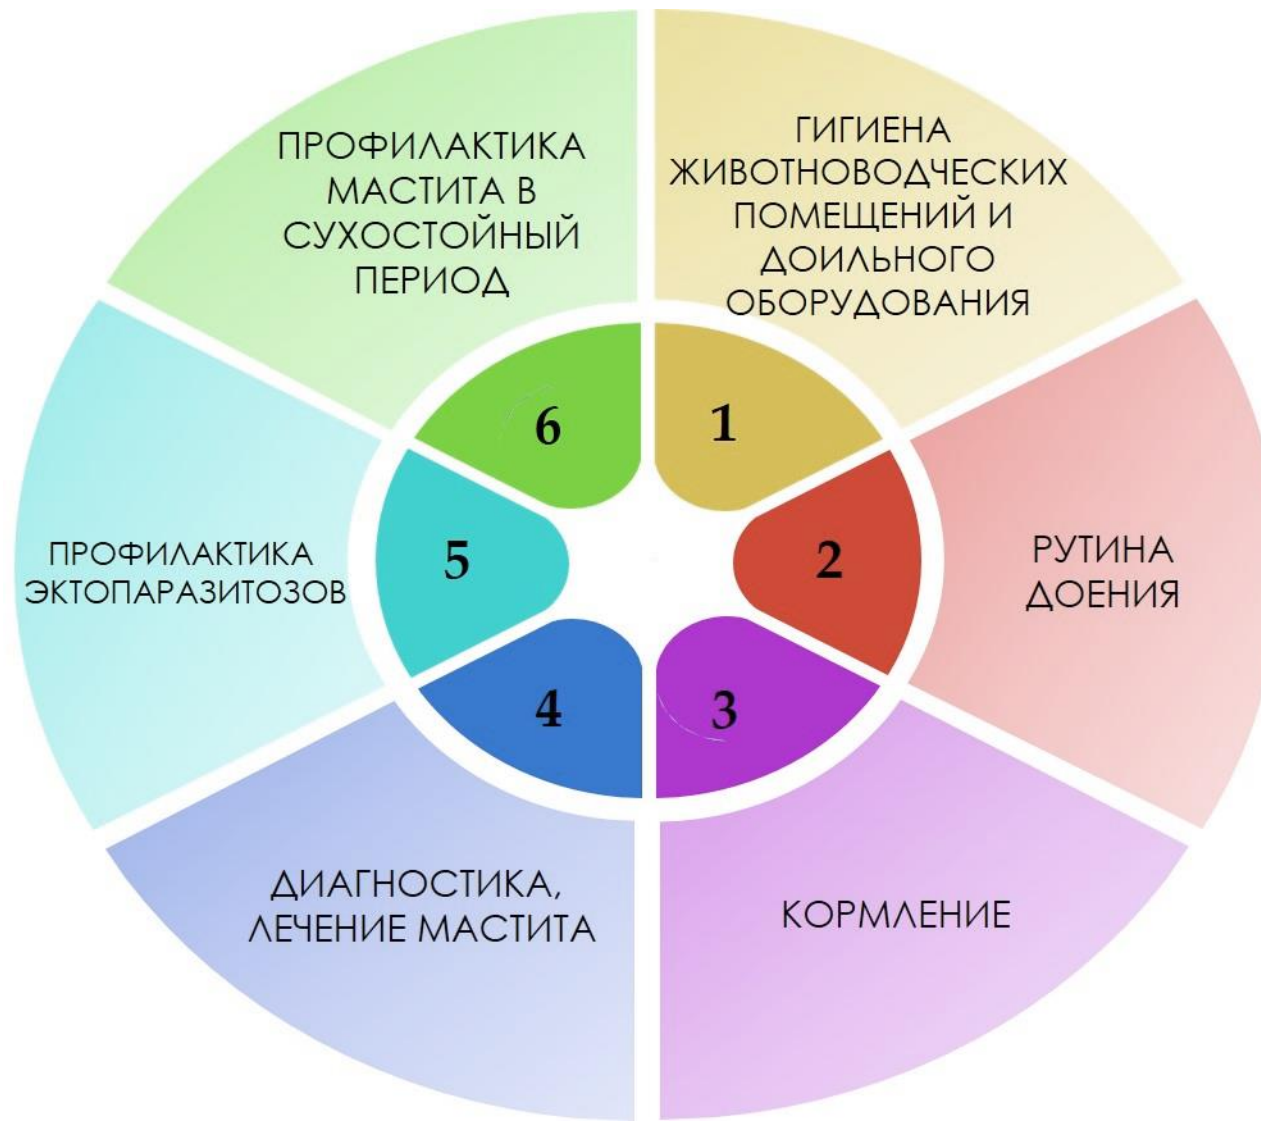 1
ГИГИЕНА
ЖИВОТНОВОДЧЕСКИХ
ПОМЕЩЕНИЙ И
ДОИЛЬНОГО
ОБОРУДОВАНИЯ
2
РУТИНА
ДОЕНИЯ
3
КОРМЛЕНИЕ
4
ДИАГНОСТИКА,
ЛЕЧЕНИЕ МАСТИТА
5
ПРОФИЛАКТИКА
ЭКТОПАРАЗИТОЗОВ
6
ПРОФИЛАКТИКА
МАСТИТА В
СУХОСТОЙНЫЙ
ПЕРИОД